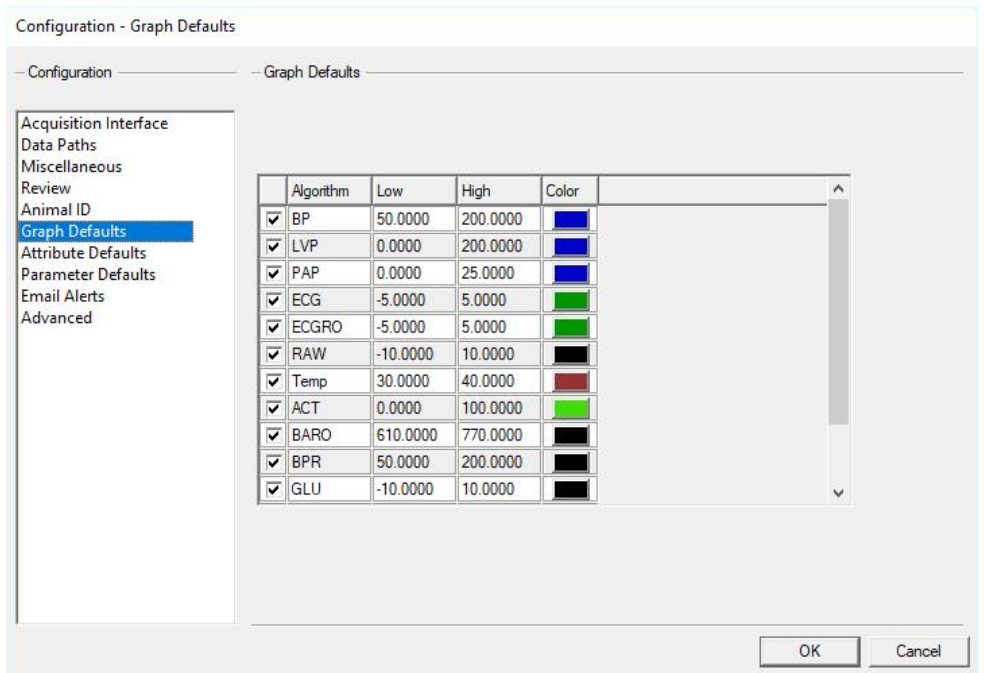 Configuration - Graph Defaults
Configuration
Acquisition Interface
Data Paths
Miscellaneous
Review
Animal ID
Graph Defaults
Attribute Defaults
Parameter Defaults
Email Alerts
Advanced
Graph Defaults
Algorithm Low High Color
BP 50.0000 200.0000
LVP 0.0000 200.0000
PAP 0.0000 25.0000
ECG -5.0000 5.0000
ECGRO -5.0000 5.0000
RAW -10.0000 10.0000
Temp 30.0000 40.0000
ACT 0.0000 100.0000
BARO 610.0000 770.0000
BPR 50.0000 200.0000
GLU -10.0000 10.0000
OK Cancel